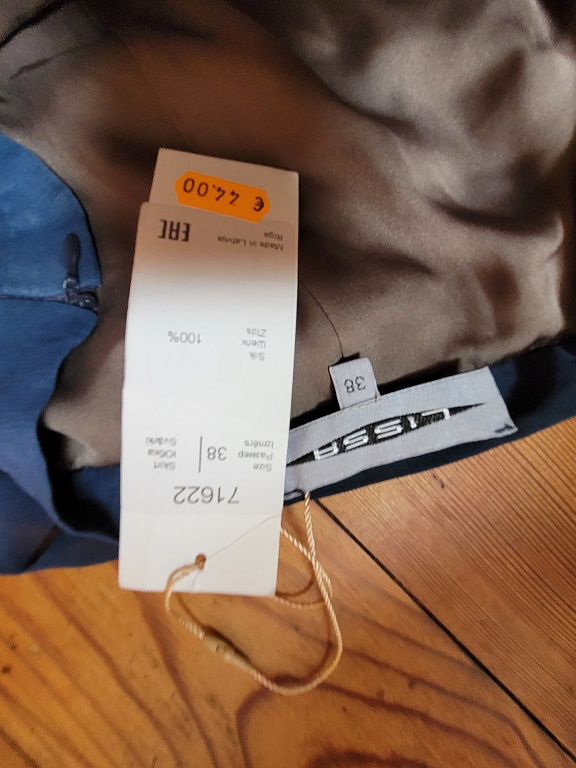 71622
Size
Размер
Izmērs
38
Skirt
Юбка
Svārki
Silk
Шелк
Zīds
100%
Made in Latvia
Riga
EAC
€ 44.00
38
LISSA